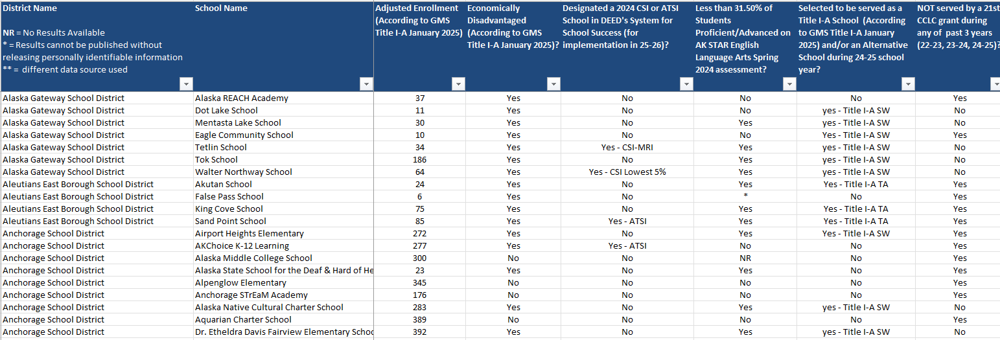 District Name
NR = No Results Available
* = Results cannot be published without
releasing personally identifiable information
** = different data source used
School Name
Adjusted Enrollment
(According to GMS
Title I-A January 2025)
Economically
Disadvantaged
(According to GMS
Title I-A January 2025)?
Designated a 2024 CSI or ATSI
School in DEED's System for
School Success (for
implementation in 25-26)?
Less than 31.50% of
Students
Proficient/Advanced on
AK STAR English
Language Arts Spring
2024 assessment?
Selected to be served as a
Title I-A School (According
to GMS Title I-A January
2025) and/or an Alternative
School during 24-25 school
year?
NOT served by a 21st
CCLC grant during
any of past 3 years
(22-23, 23-24, 24-25)?
Alaska Gateway School District Alaska REACH Academy 37 Yes No No No Yes
Alaska Gateway School District Dot Lake School 11 Yes No No yes - Title I-A SW No
Alaska Gateway School District Mentasta Lake School 30 Yes No Yes yes - Title I-A SW No
Alaska Gateway School District Eagle Community School 10 Yes No No Yes - Title I-A SW Yes
Alaska Gateway School District Tetlin School 34 Yes Yes - CSI-MRI Yes yes - Title I-A SW No
Alaska Gateway School District Tok School 186 Yes No Yes yes - Title I-A SW No
Alaska Gateway School District Walter Northway School 64 Yes Yes - CSI Lowest 5% Yes yes - Title I-A SW No
Aleutians East Borough School District Akutan School 24 Yes No Yes Yes - Title I-A TA Yes
Aleutians East Borough School District False Pass School 6 Yes No * No Yes
Aleutians East Borough School District King Cove School 75 Yes No Yes Yes - Title I-A TA Yes
Aleutians East Borough School District Sand Point School 85 Yes Yes - ATSI Yes Yes - Title I-A TA Yes
Anchorage School District Airport Heights Elementary 272 Yes No Yes Yes - Title I-A SW Yes
Anchorage School District AKChoice K-12 Learning 277 Yes Yes - ATSI No No Yes
Anchorage School District Alaska Middle College School 300 No No NR No Yes
Anchorage School District Alaska State School for the Deaf & Hard of He 23 Yes No Yes No Yes
Anchorage School District Alpenglow Elementary 345 No No No No Yes
Anchorage School District Anchorage STrEaM Academy 176 No No No No Yes
Anchorage School District Alaska Native Cultural Charter School 283 Yes No Yes yes - Title I-A SW No
Anchorage School District Aquarian Charter School 389 No No No No Yes
Anchorage School District Dr. Etheldra Davis Fairview Elementary Schoo 392 Yes No Yes yes - Title I-A SW No